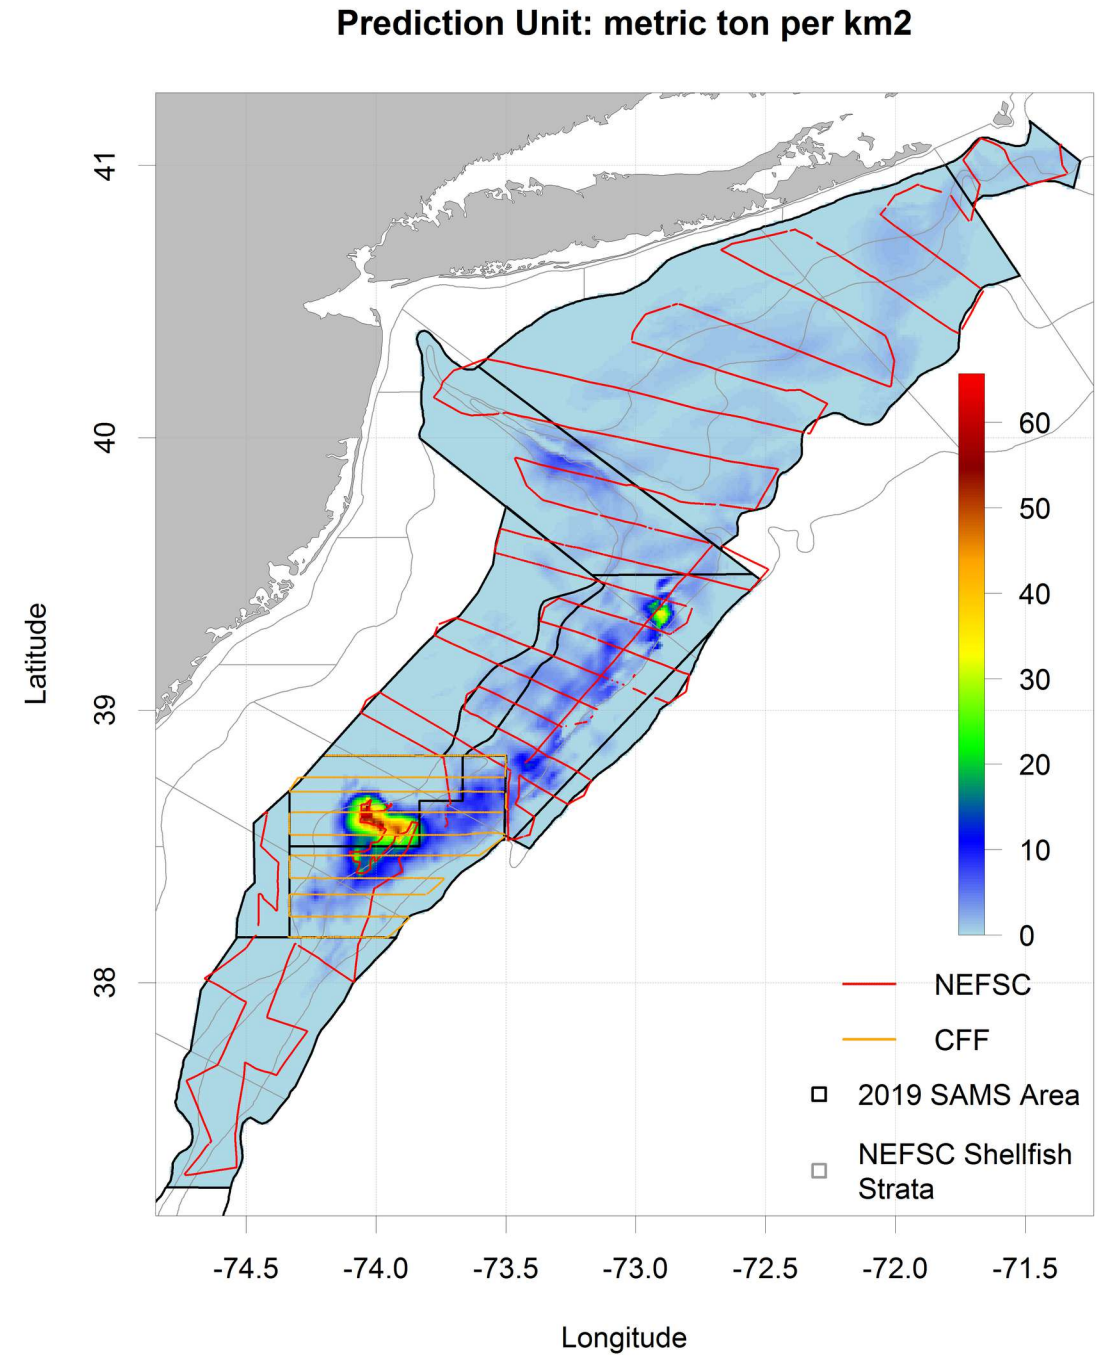 Prediction Unit: metric ton per km2
41
40
39
38
Latitude
60
50
40
30
20
10
0
NEFSC
CFF
2019 SAMS Area
NEFSC Shellfish
Strata
-74.5 -74.0 -73.5 -73.0 -72.5 -72.0 -71.5
Longitude